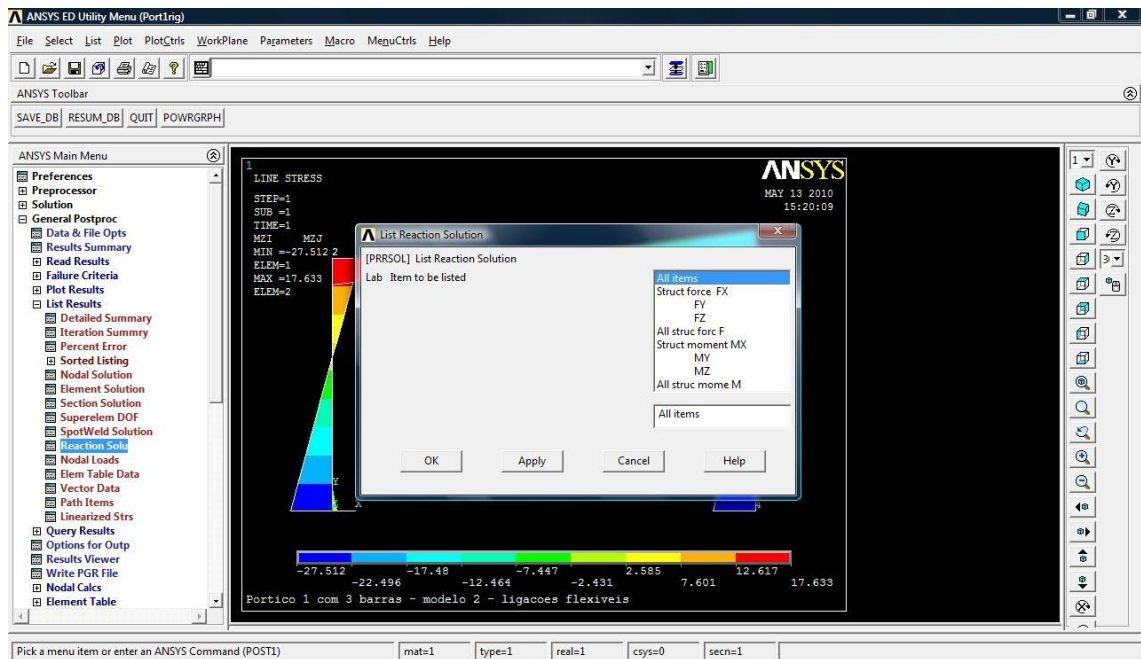 ANSYS ED Utility Menu (Port1rig)
File Select List Plot PlotCtrls WorkPlane Parameters Macro MenuCtrls Help
ANSYS Toolbar
SAVE_DB RESUM_DB QUIT POWRGRPH
ANSYS Main Menu
Preferences
Preprocessor
Solution
General Postproc
Data & File Opts
Results Summary
Read Results
Failure Criteria
Plot Results
List Results
Detailed Summary
Iteration Summry
Percent Error
Sorted Listing
Nodal Solution
Element Solution
Section Solution
Superelem DOF
SpotWeld Solution
Reaction Solu
Nodal Loads
Elem Table Data
Vector Data
Path Items
Linearized Strs
Query Results
Options for Outp
Results Viewer
Write PGR File
Nodal Calcs
Element Table
1
LINE STRESS
STEP=1
SUB =1
TIME=1
MZI MZJ
MIN =-27.512
ELEM=1
MAX =17.633
ELEM=2
2
ANSYS
MAY 13 2010
15:20:09
List Reaction Solution
[PRRSOL] List Reaction Solution
Lab Item to be listed
All items
Struct force FX
FY
FZ
All struc forc F
Struct moment MX
MY
MZ
All struc mome M
All items
OK Apply Cancel Help
Y
X
-27.512 -17.48 -7.447 2.585 12.617
-22.496 -12.464 -2.431 7.601 17.633
Portico 1 com 3 barras - modelo 2 - ligacoes flexiveis
1
3
Pick a menu item or enter an ANSYS Command (POST1) mat=1 type=1 real=1 csys=0 secn=1